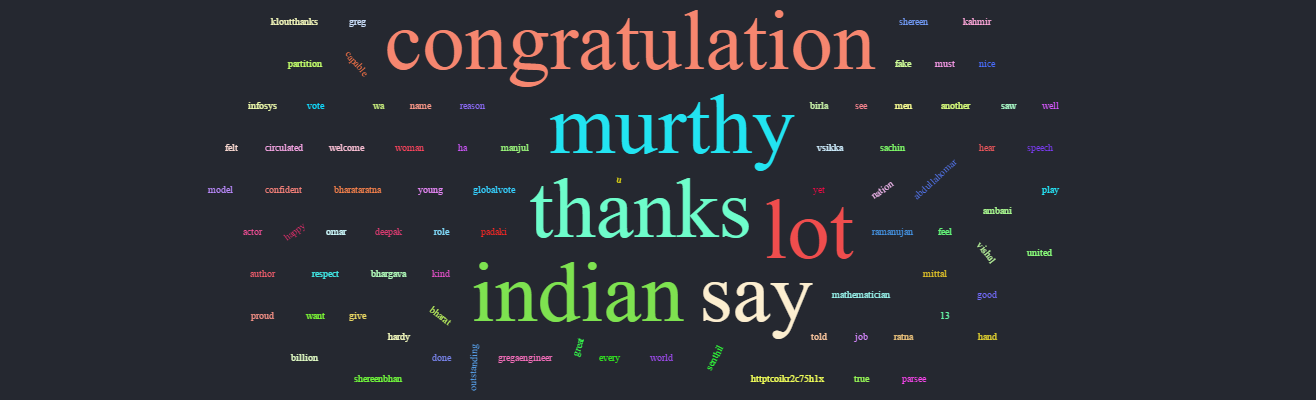 kloutthanks greg congratulation shereen kahmir
partition capible fake must nice
infosys vote wa name reason murthy birla see men another saw well
felt circulated welcome woman ha manjul vsikka sachin hear speech
model confident bharataratna young globalvote u thanks yet nation abdullahomar play
ambani
actor happy omar deepak role padaki lot ramanujan feel
vishal united
author respect bhargava kind indian say mittal
mathematician good
proud want give bharat 13
hardy told job ratna hand
billion done outstanding gregaengineer great every world senthil
shereenbhan httptcoikr2c75h1x true parsee